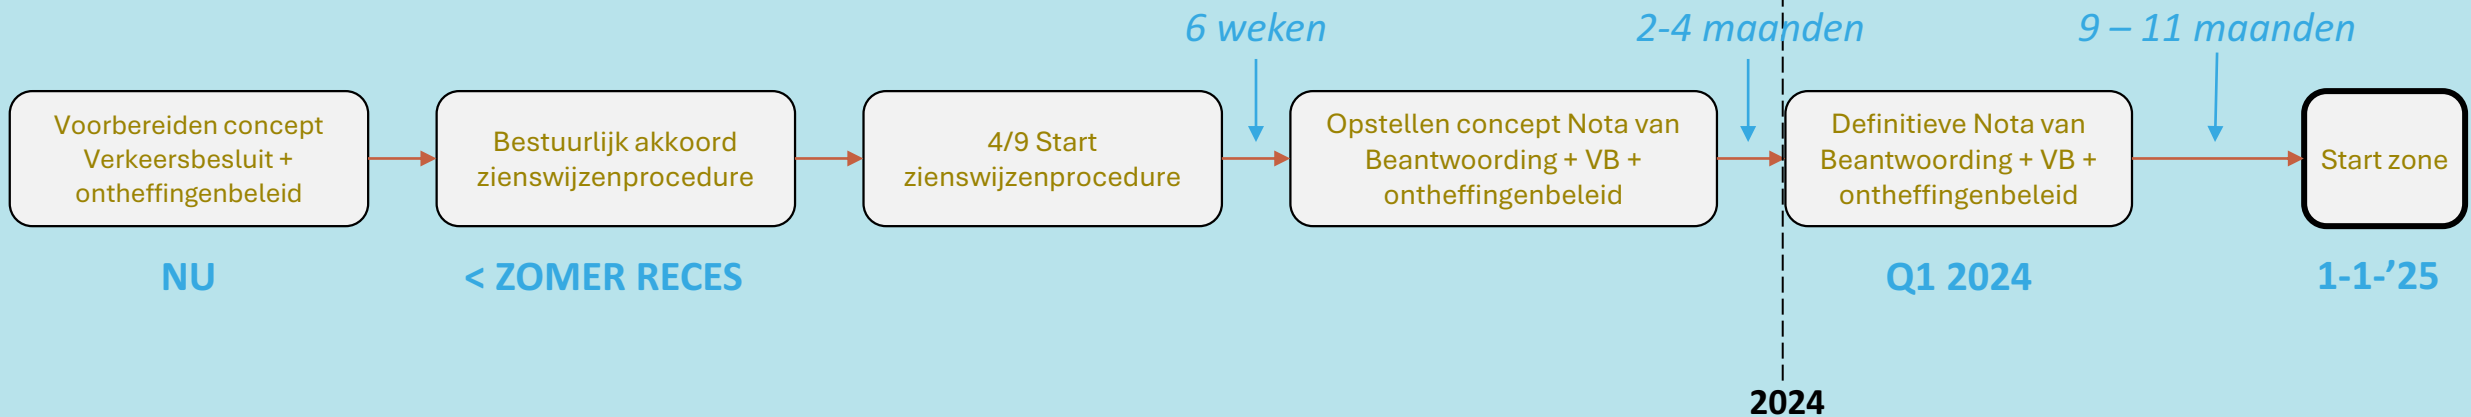 6 weken
2-4 maanden
9 – 11 maanden
Voorbereiden concept
Verkeersbesluit +
ontheffingenbeleid
Bestuurlijk akkoord
zienswijzenprocedure
4/9 Start
zienswijzenprocedure
Opstellen concept Nota van
Beantwoording + VB +
ontheffingenbeleid
Definitieve Nota van
Beantwoording + VB +
ontheffingenbeleid
Start zone
NU
< ZOMER RECES
Q1 2024
1-1-’25
2024